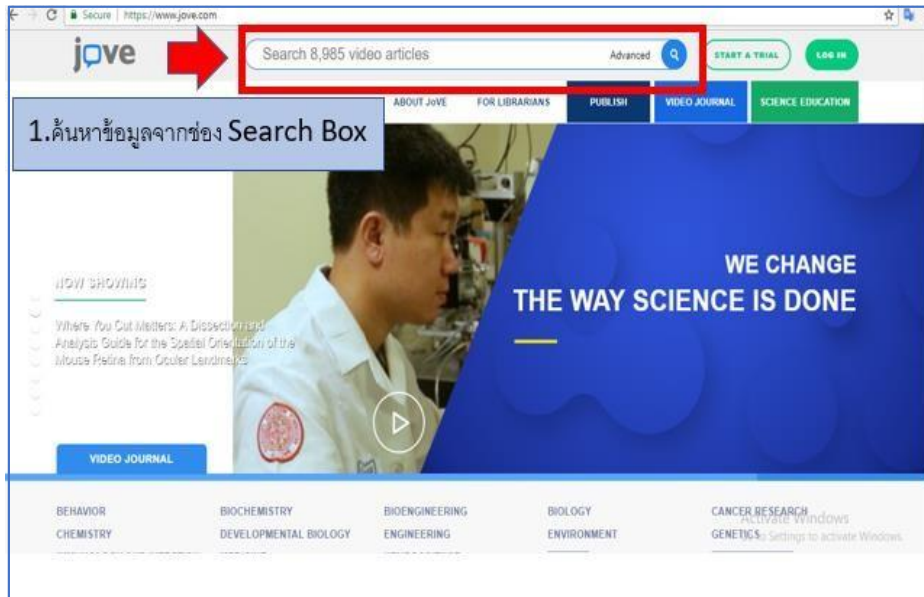 Secure | https://www.jove.com
jove
Search 8,985 video articles
Advanced
START A TRIAL
LOG IN
ABOUT JoVE
FOR LIBRARIANS
PUBLISH
VIDEO JOURNAL
SCIENCE EDUCATION
1.ค้นหาข้อมูลจากช่อง Search Box
WE CHANGE
THE WAY SCIENCE IS DONE
NOW SHOWING
Where You Cut Matters: A Dissection and
Analysis Guide for the Spatial Orientation of the
Mouse Retina from Ocular Landmarks
VIDEO JOURNAL
BEHAVIOR
BIOCHEMISTRY
BIOENGINEERING
BIOLOGY
CANCER RESEARCH
CHEMISTRY
DEVELOPMENTAL BIOLOGY
ENGINEERING
ENVIRONMENT
GENETICS
Activate Windows
to Settings to activate Windows.